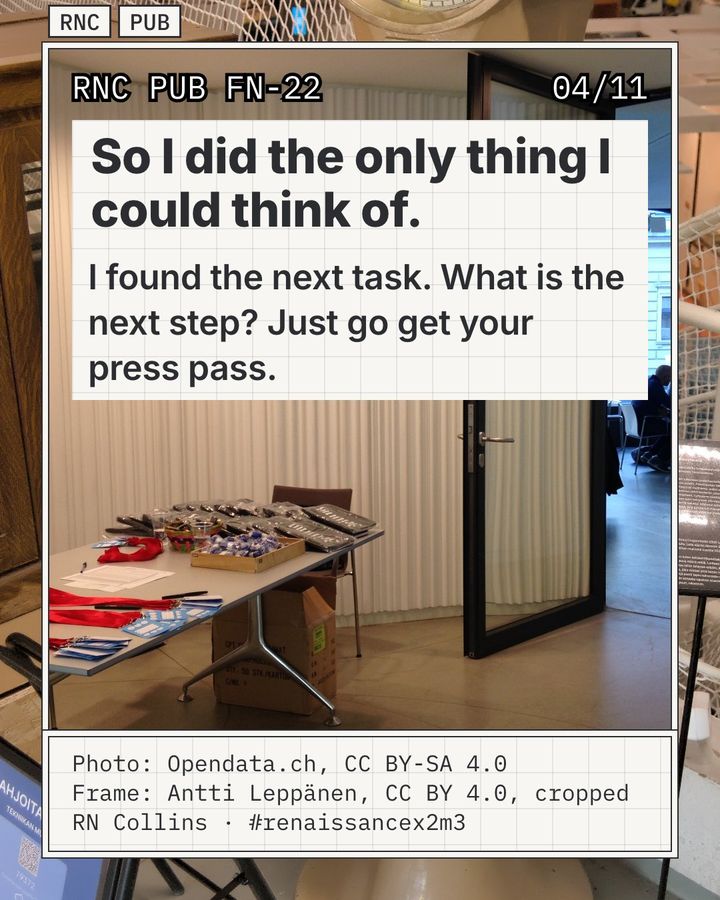 RNC PUB
RNC PUB FN-22 04/11
So I did the only thing I
could think of.
I found the next task. What is the
next step? Just go get your
press pass.
Photo: Opendata.ch, CC BY-SA 4.0
Frame: Antti Leppänen, CC BY 4.0, cropped
RN Collins · #renaissancex2m3